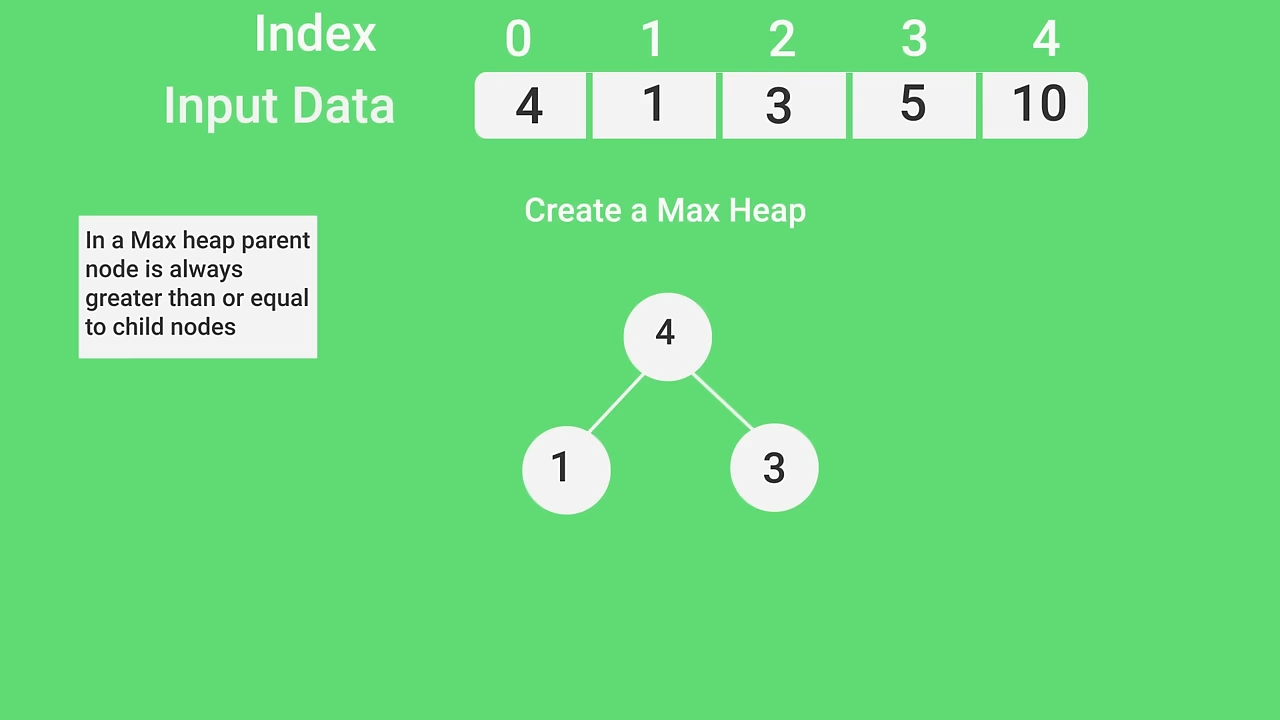 Index 0 1 2 3 4
Input Data 4 1 3 5 10
Create a Max Heap
In a Max heap parent
node is always
greater than or equal
to child nodes
4
1 3